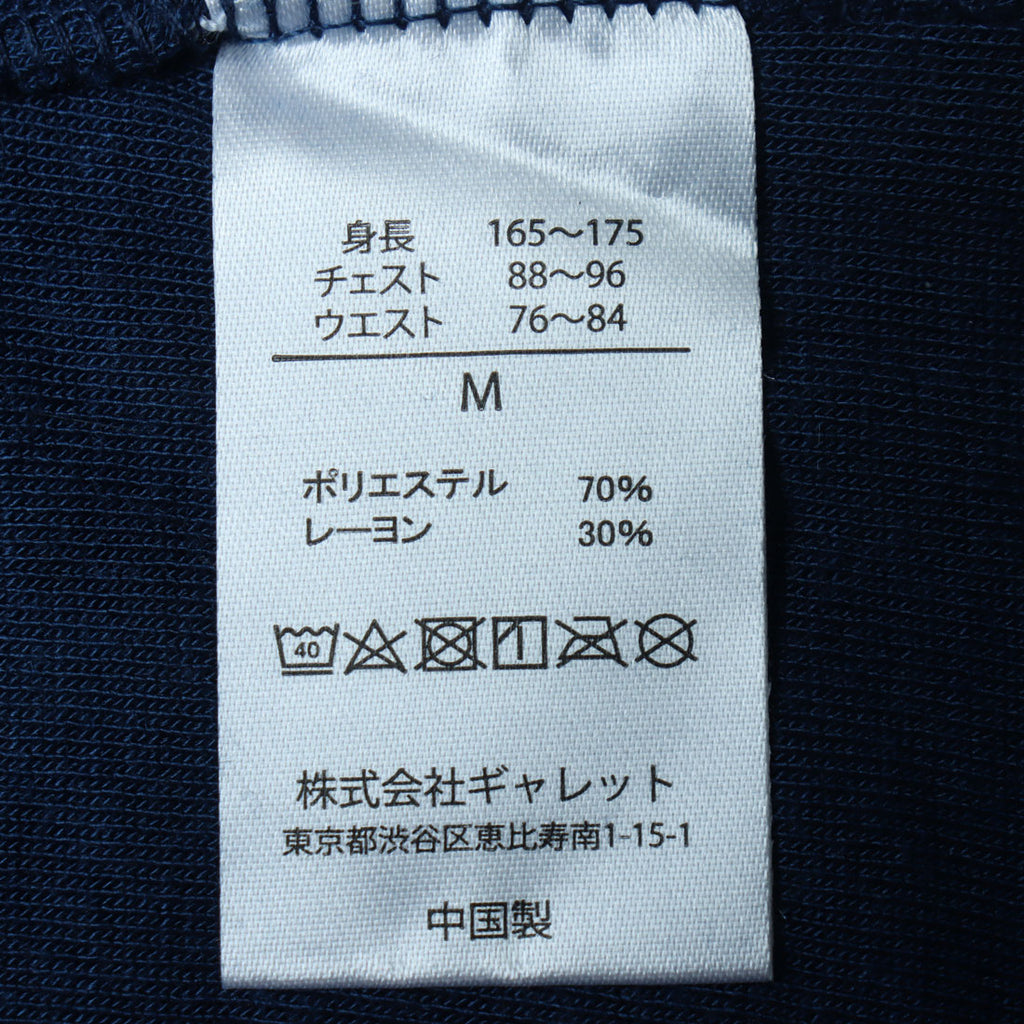 身長 165～175
チェスト 88～96
ウエスト 76～84
M
ポリエステル 70%
レーヨン 30%
40
株式会社ギャレット
東京都渋谷区恵比寿南1-15-1
中国製